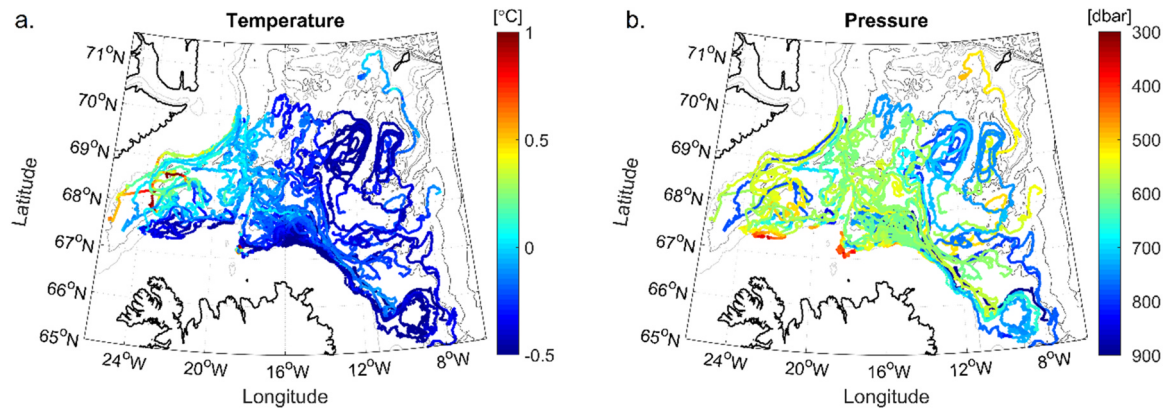 a.
Temperature
[°C]
1
0.5
0
-0.5
71°N
70°N
69°N
68°N
67°N
66°N
65°N
Latitude
24°W
20°W
16°W
12°W
8°W
Longitude
b.
Pressure
[dbar]
300
400
500
600
700
800
900
71°N
70°N
69°N
68°N
67°N
66°N
65°N
Latitude
24°W
20°W
16°W
12°W
8°W
Longitude